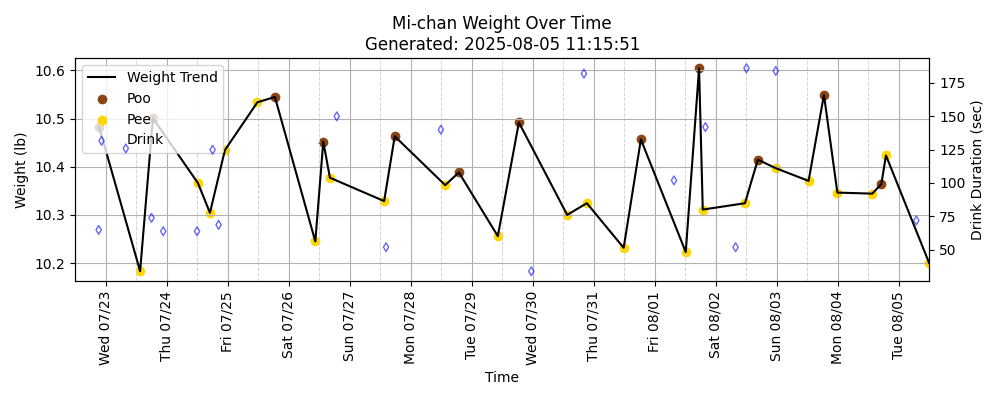 Mi-chan Weight Over Time
Generated: 2025-08-05 11:15:51
Weight (lb)
10.6
10.5
10.4
10.3
10.2
Weight Trend
Poo
Pee
Drink
175
150
125
100
75
50
Drink Duration (sec)
Wed 07/23
Thu 07/24
Fri 07/25
Sat 07/26
Sun 07/27
Mon 07/28
Tue 07/29
Wed 07/30
Thu 07/31
Fri 08/01
Sat 08/02
Sun 08/03
Mon 08/04
Tue 08/05
Time